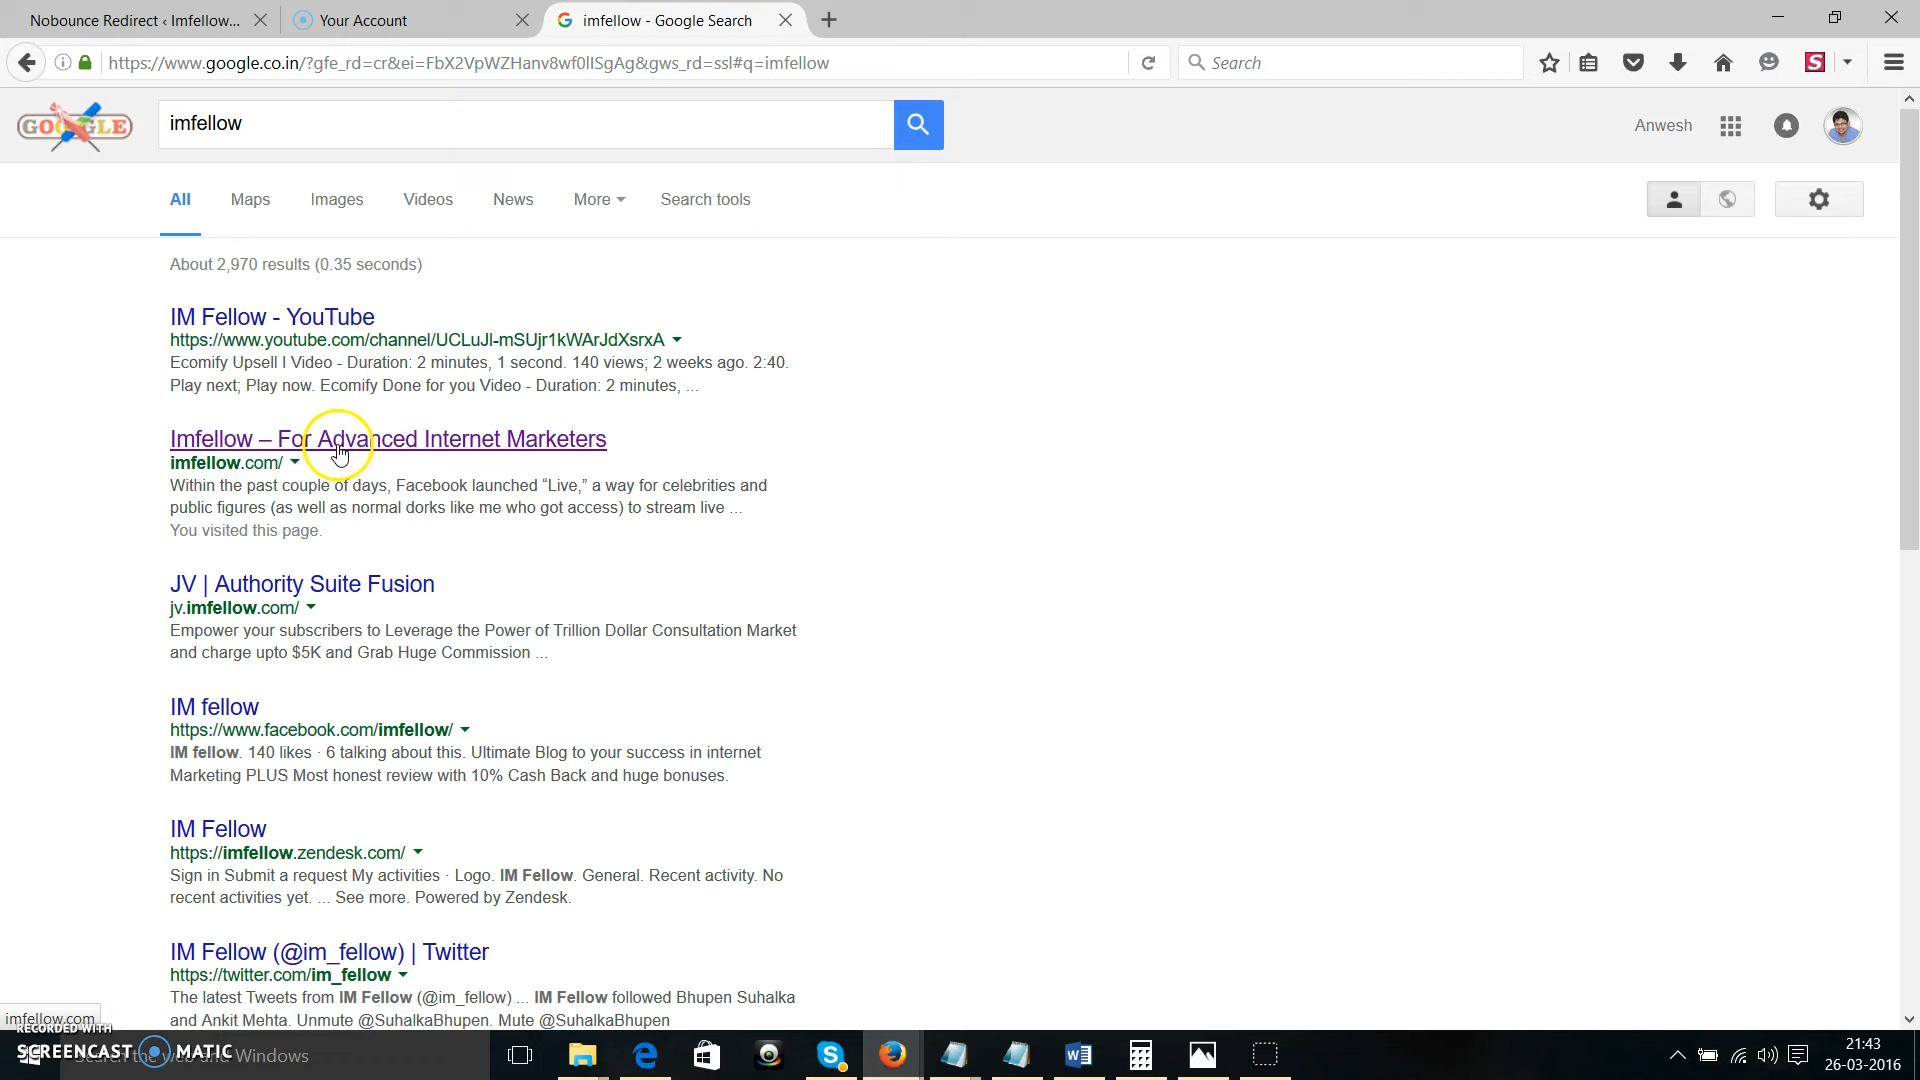 Nobounce Redirect ‹ Imfellow...
Your Account
imfellow - Google Search
https://www.google.co.in/?gfe_rd=cr&ei=FbX2VpWZHanv8wf0lISgAg&gws_rd=ssl#q=imfellow
Search
GOOGLE
imfellow
Anwesh
All
Maps
Images
Videos
News
More
Search tools
About 2,970 results (0.35 seconds)
IM Fellow - YouTube
https://www.youtube.com/channel/UCLuJl-mSUjr1kWArJdXsrxA
Ecomify Upsell I Video - Duration: 2 minutes, 1 second. 140 views; 2 weeks ago. 2:40.
Play next; Play now. Ecomify Done for you Video - Duration: 2 minutes, ...
Imfellow – For Advanced Internet Marketers
imfellow.com/
Within the past couple of days, Facebook launched “Live,” a way for celebrities and
public figures (as well as normal dorks like me who got access) to stream live ...
You visited this page.
JV | Authority Suite Fusion
jv.imfellow.com/
Empower your subscribers to Leverage the Power of Trillion Dollar Consultation Market
and charge upto $5K and Grab Huge Commission ...
IM fellow
https://www.facebook.com/imfellow/
IM fellow. 140 likes · 6 talking about this. Ultimate Blog to your success in internet
Marketing PLUS Most honest review with 10% Cash Back and huge bonuses.
IM Fellow
https://imfellow.zendesk.com/
Sign in Submit a request My activities · Logo. IM Fellow. General. Recent activity. No
recent activities yet. ... See more. Powered by Zendesk.
IM Fellow (@im_fellow) | Twitter
https://twitter.com/im_fellow
The latest Tweets from IM Fellow (@im_fellow) ... IM Fellow followed Bhupen Suhalka
and Ankit Mehta. Unmute @SuhalkaBhupen. Mute @SuhalkaBhupen
imfellow.com
RECORDED WITH
SCREENCAST MATIC
Search the web and Windows
21:43
26-03-2016